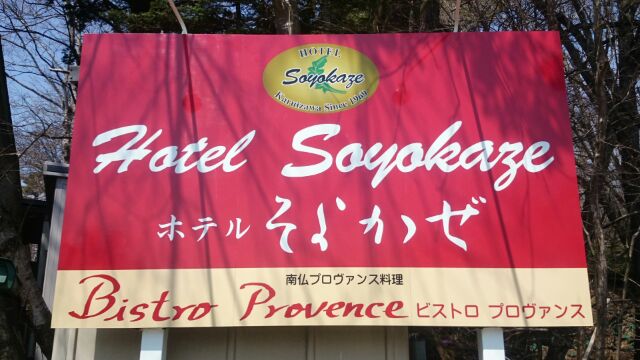 HOTEL
Soyokaze
Karuizawa Since 1969
Hotel Soyokaze
ホテル そよかぜ
南仏プロヴァンス料理
Bistro Provence ビストロ プロヴァンス